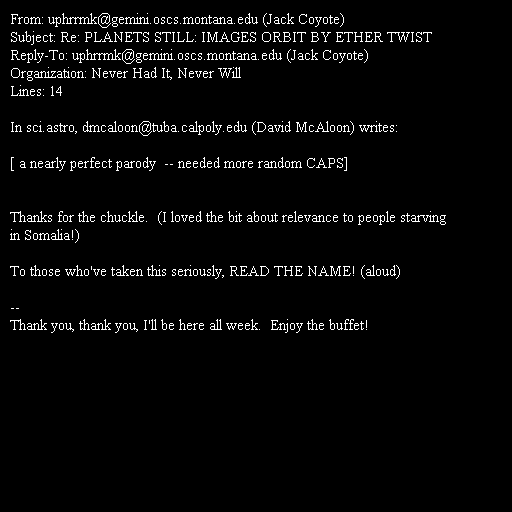 From: uphrrmk@gemini.oscs.montana.edu (Jack Coyote)
Subject: Re: PLANETS STILL: IMAGES ORBIT BY ETHER TWIST
Reply-To: uphrrmk@gemini.oscs.montana.edu (Jack Coyote)
Organization: Never Had It, Never Will
Lines: 14

In sci.astro, dmcaloon@tuba.calpoly.edu (David McAloon) writes:

[ a nearly perfect parody  -- needed more random CAPS]


Thanks for the chuckle.  (I loved the bit about relevance to people starving
in Somalia!)

To those who've taken this seriously, READ THE NAME! (aloud)

--
Thank you, thank you, I'll be here all week.  Enjoy the buffet!